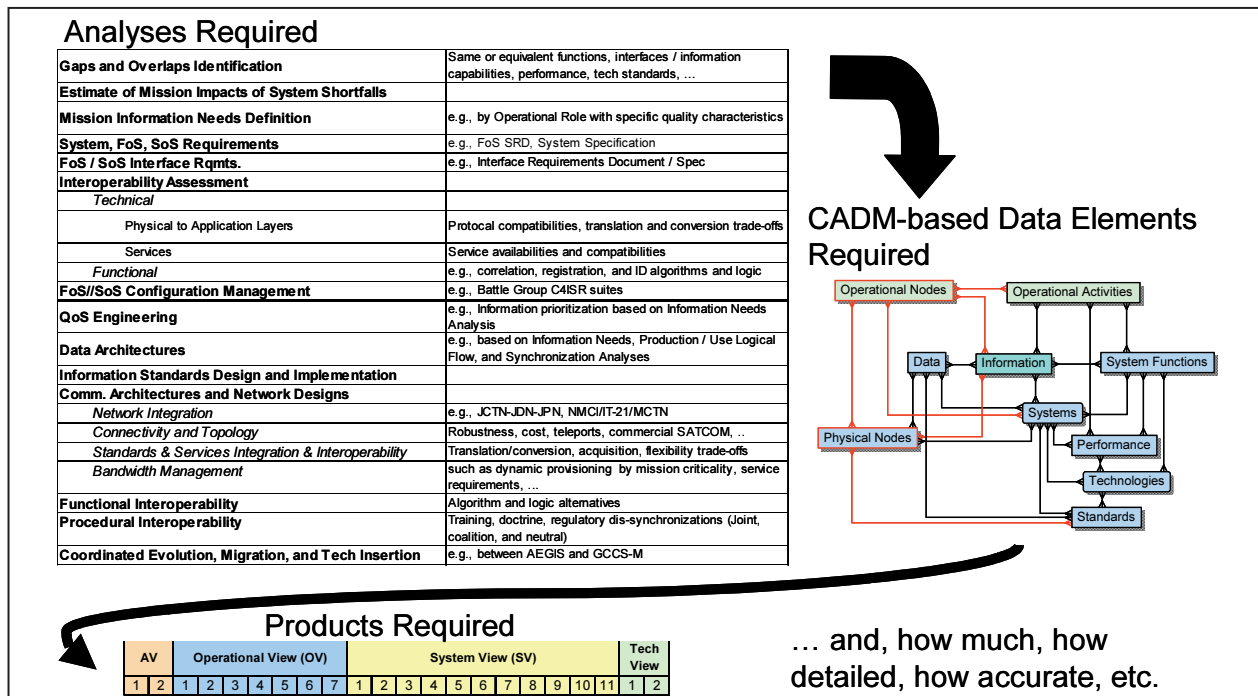 Analyses Required
Gaps and Overlaps Identification
Same or equivalent functions, interfaces / information
capabilities, performance, tech standards, ...
Estimate of Mission Impacts of System Shortfalls
Mission Information Needs Definition
e.g., by Operational Role with specific quality characteristics
System, FoS, SoS Requirements
e.g., FoS SRD, System Specification
FoS / SoS Interface Rqmts.
e.g., Interface Requirements Document / Spec
Interoperability Assessment
Technical
Physical to Application Layers
Protocal compatibilities, translation and conversion trade-offs
Services
Service availabilities and compatibilities
Functional
e.g., correlation, registration, and ID algorithms and logic
FoS//SoS Configuration Management
e.g., Battle Group C4ISR suites
QoS Engineering
e.g., Information prioritization based on Information Needs
Analysis
Data Architectures
e.g., based on Information Needs, Production / Use Logical
Flow, and Synchronization Analyses
Information Standards Design and Implementation
Comm. Architectures and Network Designs
Network Integration
e.g., JCTN-JDN-JPN, NMCI/IT-21/MCTN
Connectivity and Topology
Robustness, cost, teleports, commercial SATCOM, ..
Standards & Services Integration & Interoperability
Translation/conversion, acquisition, flexibility trade-offs
Bandwidth Management
such as dynamic provisioning by mission criticality, service
requirements, ...
Functional Interoperability
Algorithm and logic alternatives
Procedural Interoperability
Training, doctrine, regulatory dis-synchronizations (Joint,
coalition, and neutral)
Coordinated Evolution, Migration, and Tech Insertion
e.g., between AEGIS and GCCS-M
CADM-based Data Elements
Required
Operational Nodes
Operational Activities
Data
Information
System Functions
Systems
Physical Nodes
Performance
Technologies
Standards
Products Required
AV
Operational View (OV)
System View (SV)
Tech
View
1 2 1 2 3 4 5 6 7 1 2 3 4 5 6 7 8 9 10 11 1 2
... and, how much, how
detailed, how accurate, etc.